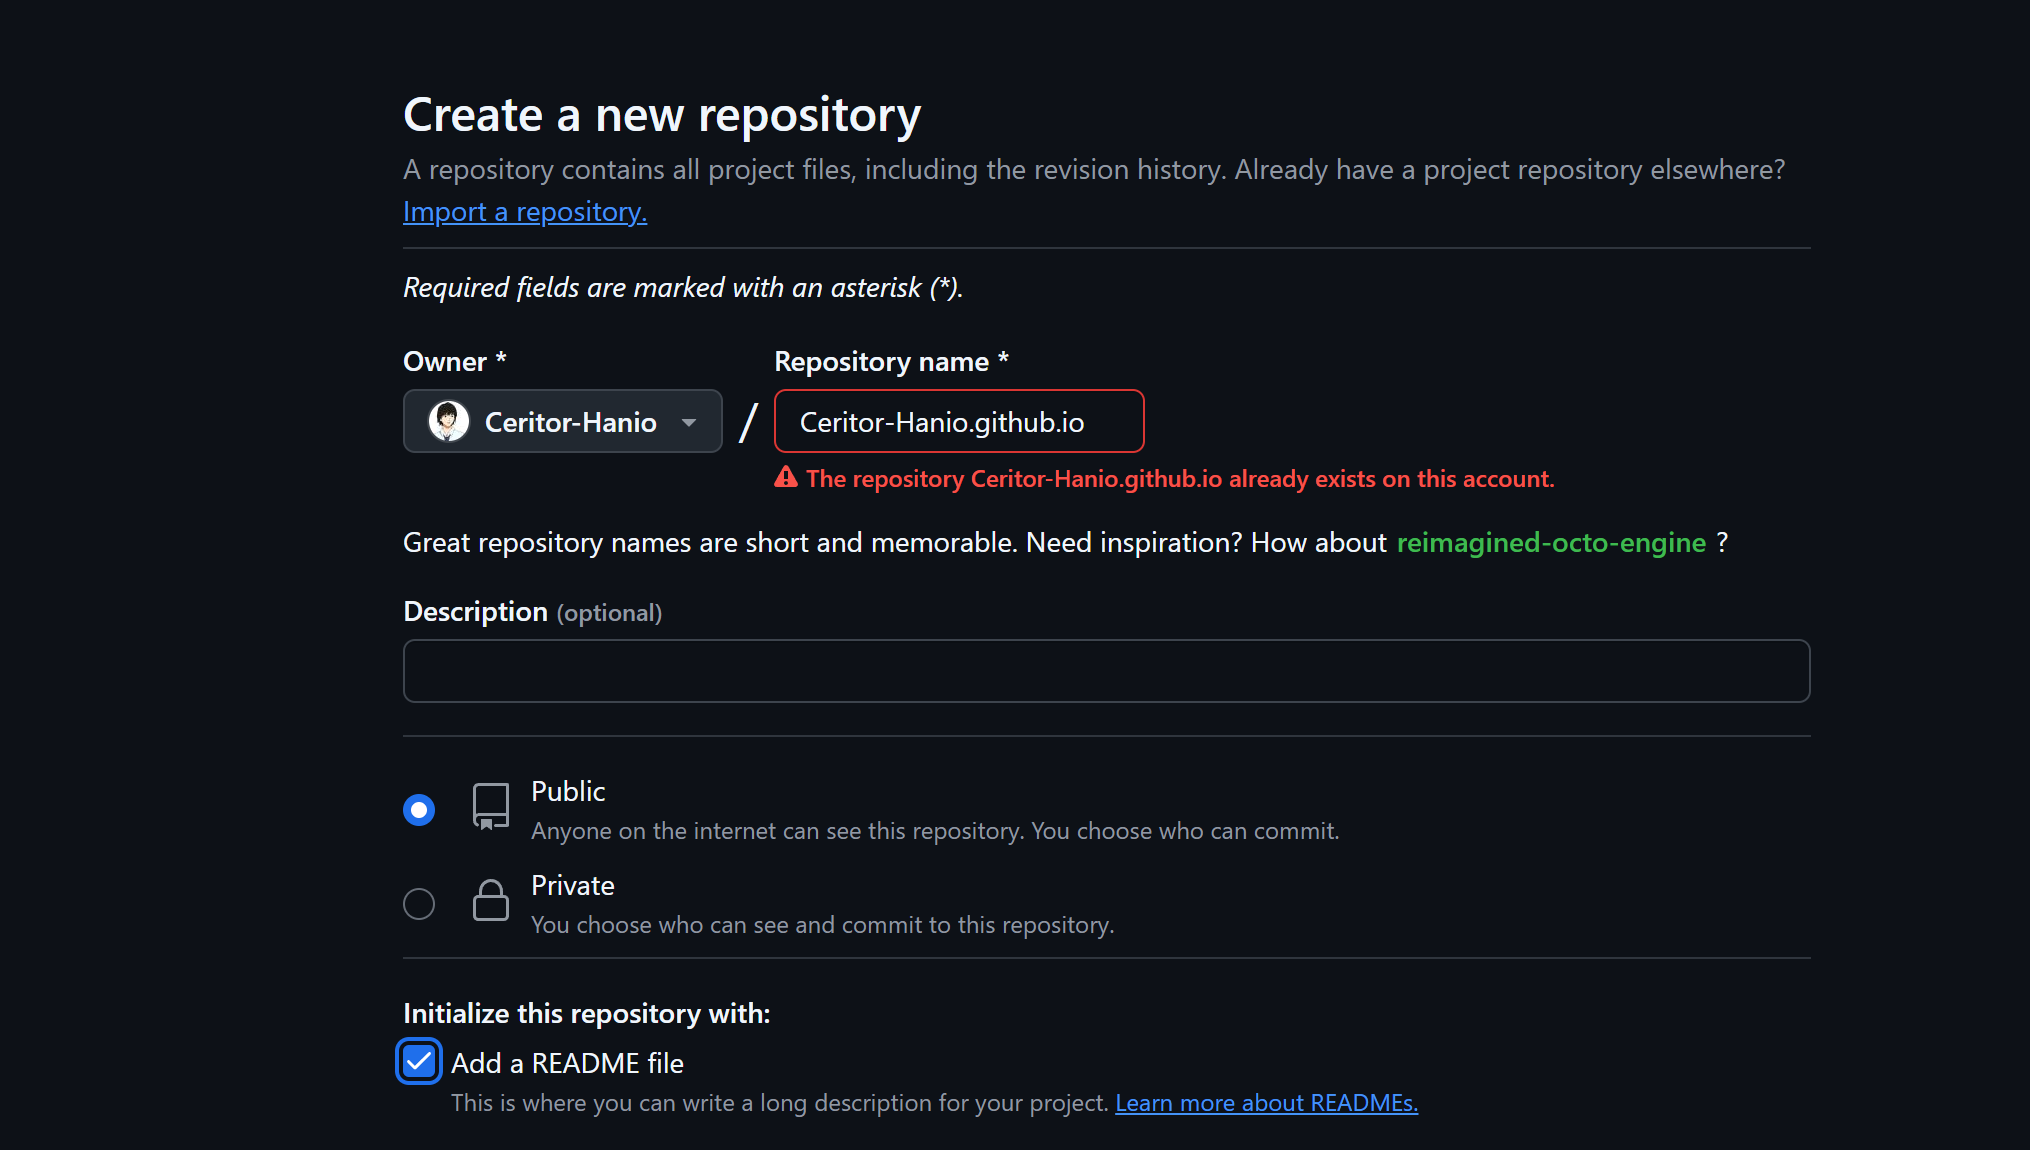 Create a new repository
A repository contains all project files, including the revision history. Already have a project repository elsewhere?
Import a repository.
Required fields are marked with an asterisk (*).
Owner *
Repository name *
Ceritor-Hanio
/
Ceritor-Hanio.github.io
The repository Ceritor-Hanio.github.io already exists on this account.
Great repository names are short and memorable. Need inspiration? How about reimagined-octo-engine ?
Description (optional)
Public
Anyone on the internet can see this repository. You choose who can commit.
Private
You choose who can see and commit to this repository.
Initialize this repository with:
Add a README file
This is where you can write a long description for your project. Learn more about READMEs.